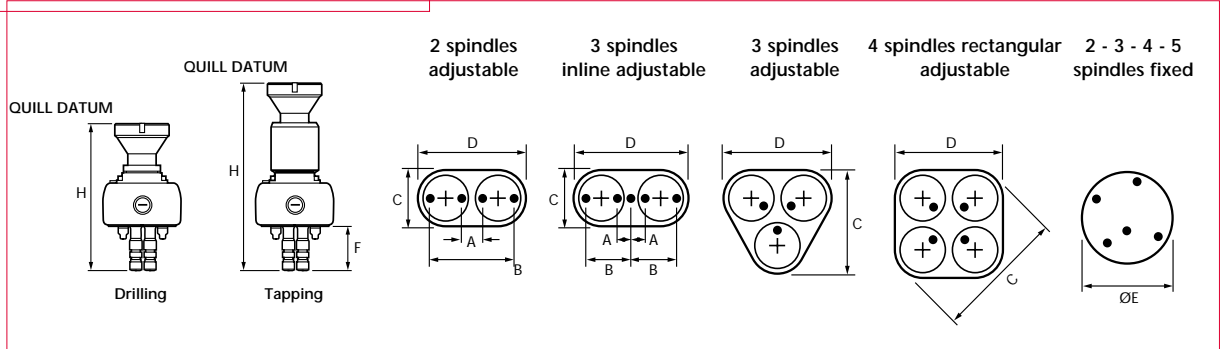 2 spindles
adjustable
3 spindles
inline adjustable
3 spindles
adjustable
4 spindles rectangular
adjustable
2 - 3 - 4 - 5
spindles fixed
QUILL DATUM
QUILL DATUM
H
H
F
Drilling
Tapping
D
C
A
B
D
C
A
A
B
B
D
C
D
C
ØE